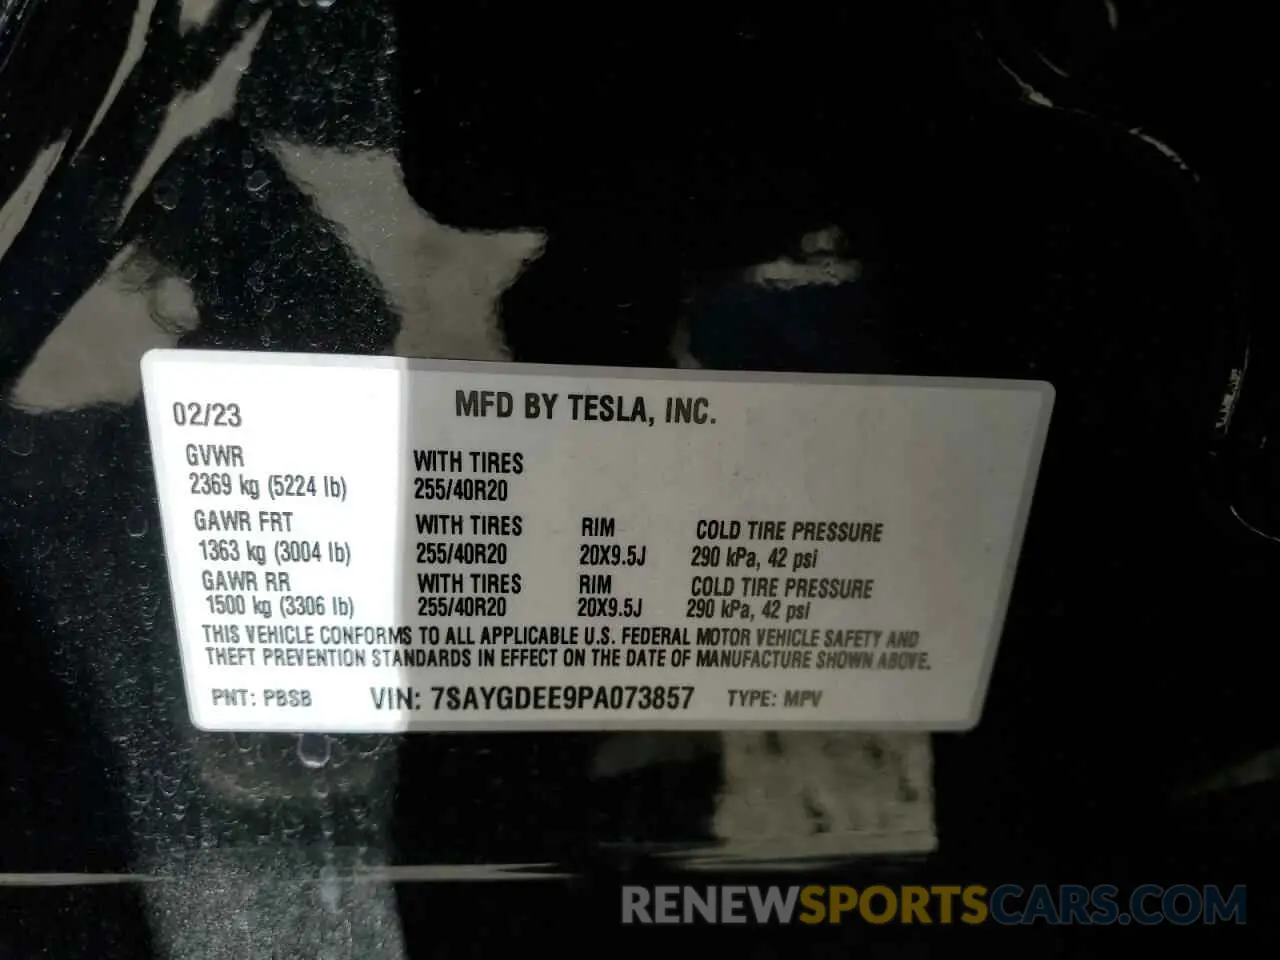 02/23 MFD BY TESLA, INC.
GVWR WITH TIRES
2369 kg (5224 lb) 255/40R20
GAWR FRT WITH TIRES RIM COLD TIRE PRESSURE
1363 kg (3004 lb) 255/40R20 20X9.5J 290 kPa, 42 psi
GAWR RR WITH TIRES RIM COLD TIRE PRESSURE
1500 kg (3306 lb) 255/40R20 20X9.5J 290 kPa, 42 psi
THIS VEHICLE CONFORMS TO ALL APPLICABLE U.S. FEDERAL MOTOR VEHICLE SAFETY AND
THEFT PREVENTION STANDARDS IN EFFECT ON THE DATE OF MANUFACTURE SHOWN ABOVE.
PNT: PBSB VIN: 7SAYGDEE9PA073857 TYPE: MPV
RENEWSPORTSCARS.COM